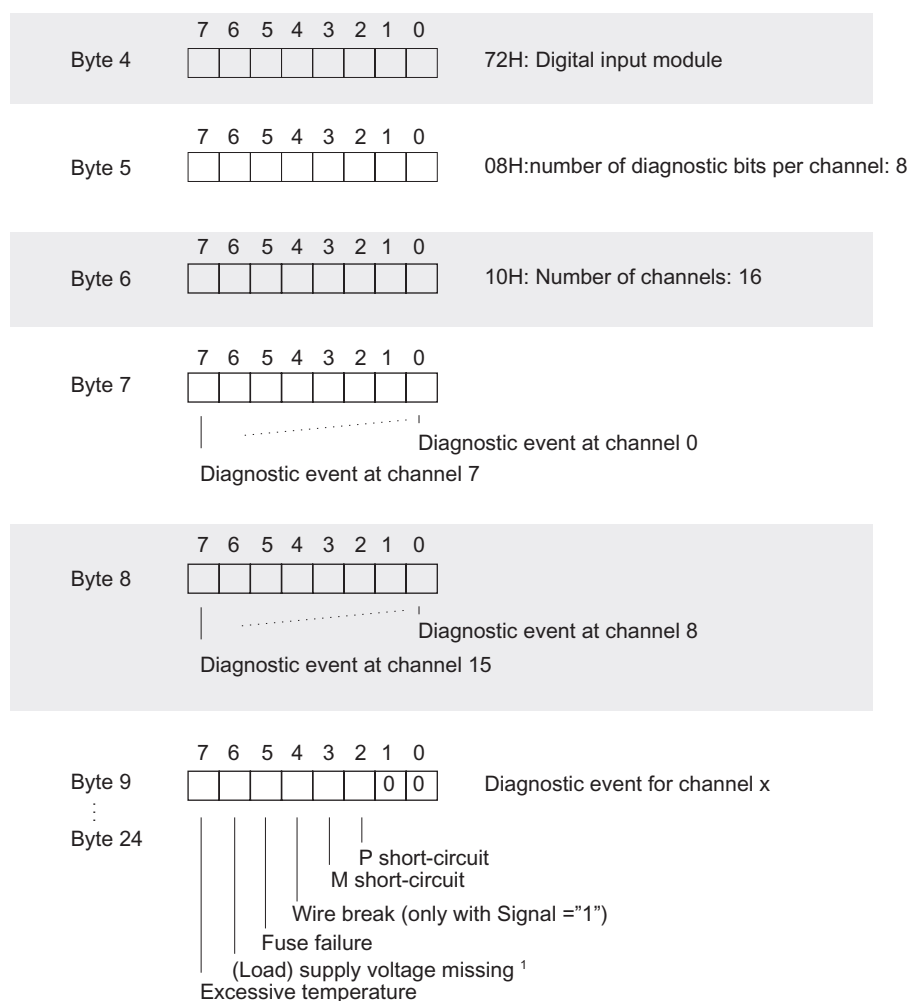 7 6 5 4 3 2 1 0
Byte 4 72H: Digital input module
7 6 5 4 3 2 1 0
Byte 5 08H:number of diagnostic bits per channel: 8
7 6 5 4 3 2 1 0
Byte 6 10H: Number of channels: 16
7 6 5 4 3 2 1 0
Byte 7
Diagnostic event at channel 0
Diagnostic event at channel 7
7 6 5 4 3 2 1 0
Byte 8
Diagnostic event at channel 8
Diagnostic event at channel 15
7 6 5 4 3 2 1 0
Byte 9 0 0 Diagnostic event for channel x
Byte 24
P short-circuit
M short-circuit
Wire break (only with Signal =”1”)
Fuse failure
(Load) supply voltage missing ¹
Excessive temperature